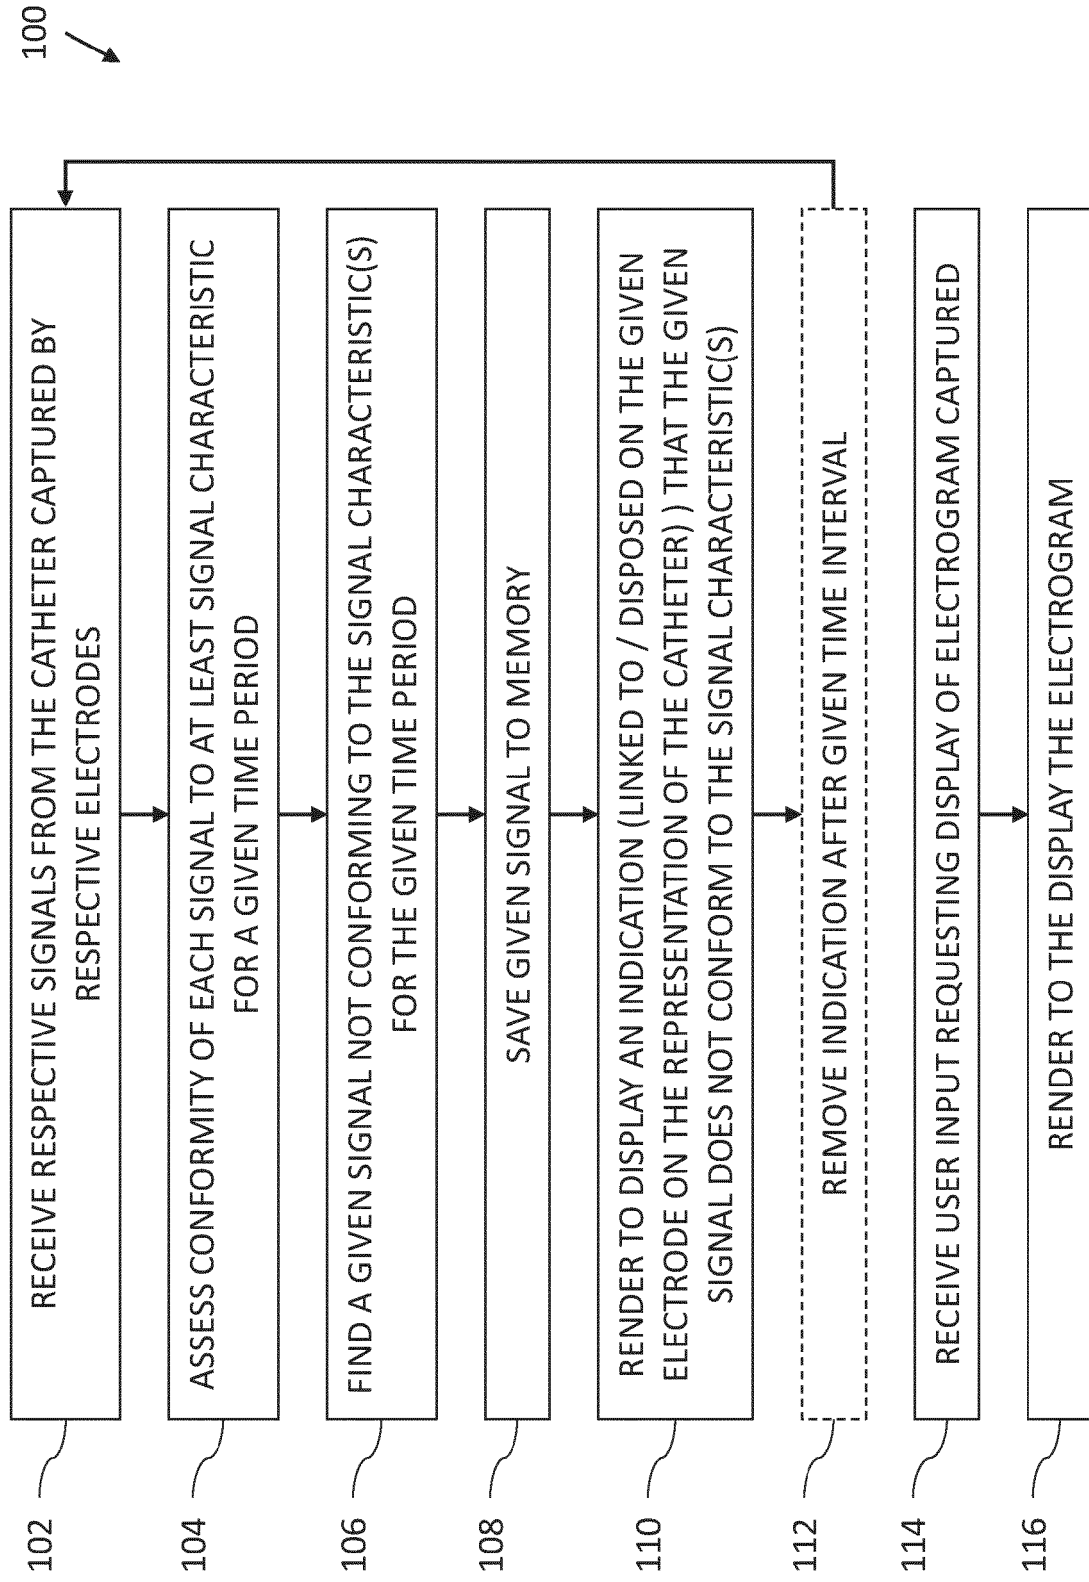 100
102
RECEIVE RESPECTIVE SIGNALS FROM THE CATHETER CAPTURED BY
RESPECTIVE ELECTRODES
104
ASSESS CONFORMITY OF EACH SIGNAL TO AT LEAST SIGNAL CHARACTERISTIC
FOR A GIVEN TIME PERIOD
106
FIND A GIVEN SIGNAL NOT CONFORMING TO THE SIGNAL CHARACTERISTIC(S)
FOR THE GIVEN TIME PERIOD
108
SAVE GIVEN SIGNAL TO MEMORY
110
RENDER TO DISPLAY AN INDICATION (LINKED TO / DISPOSED ON THE GIVEN
ELECTRODE ON THE REPRESENTATION OF THE CATHETER) ) THAT THE GIVEN
SIGNAL DOES NOT CONFORM TO THE SIGNAL CHARACTERISTIC(S)
112
REMOVE INDICATION AFTER GIVEN TIME INTERVAL
114
RECEIVE USER INPUT REQUESTING DISPLAY OF ELECTROGRAM CAPTURED
116
RENDER TO THE DISPLAY THE ELECTROGRAM